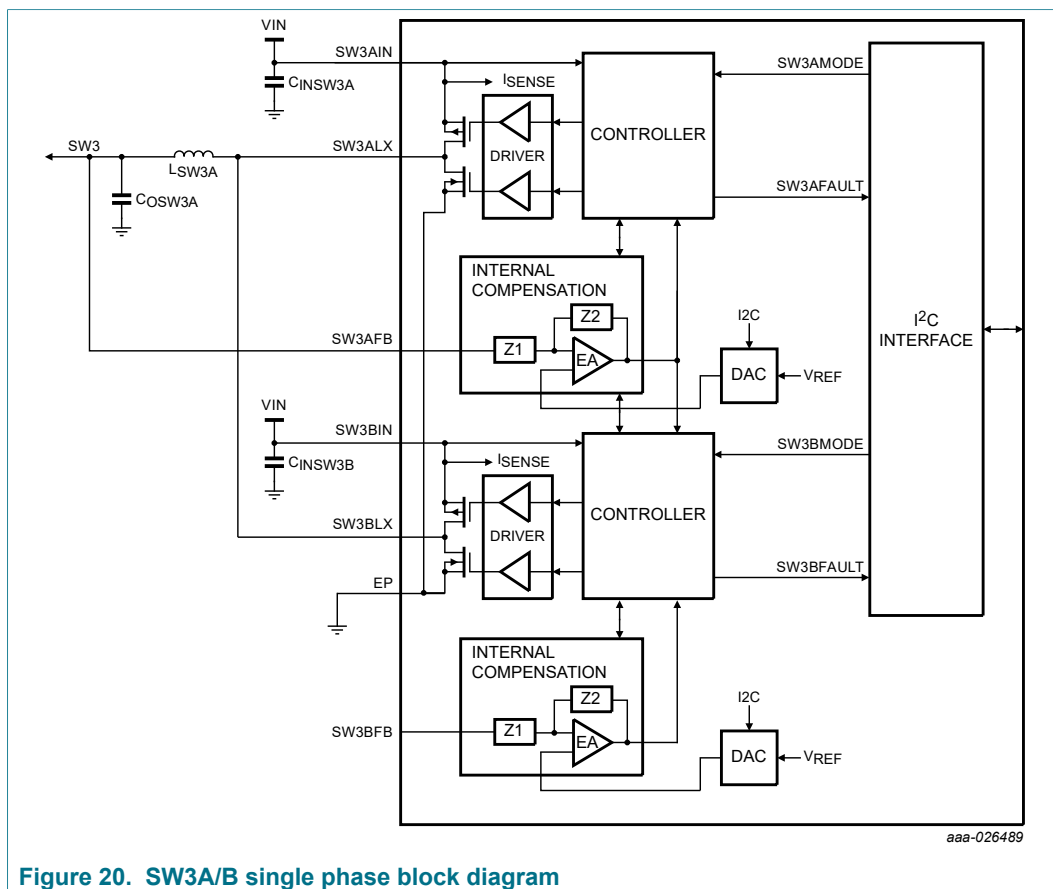 VIN
SW3AIN
CINSW3A
ISENSE
DRIVER
CONTROLLER
SW3AMODE
SW3AFAULT
SW3
LSW3A
COSW3A
SW3ALX
INTERNAL
COMPENSATION
Z2
Z1
EA
SW3AFB
I2C
DAC
VREF
I2C
INTERFACE
VIN
SW3BIN
CINSW3B
ISENSE
DRIVER
CONTROLLER
SW3BMODE
SW3BFAULT
SW3BLX
EP
INTERNAL
COMPENSATION
Z2
Z1
EA
SW3BFB
I2C
DAC
VREF
aaa-026489
Figure 20. SW3A/B single phase block diagram